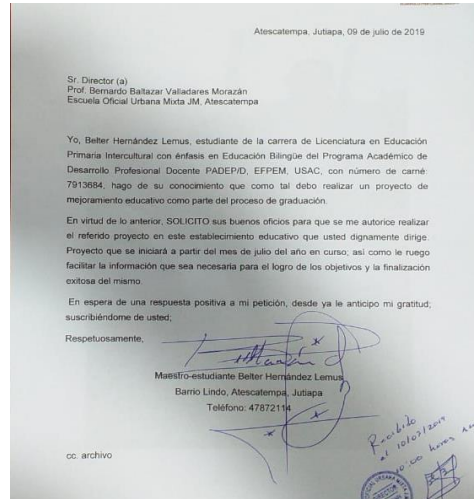 Atescatempa, Jutiapa, 09 de julio de 2019
Sr. Director (a)
Prof. Bernardo Baltazar Valladares Morazán
Escuela Oficial Urbana Mixta JM, Atescatempa
Yo, Belter Hernández Lemus, estudiante de la carrera de Licenciatura en Educación
Primaria Intercultural con énfasis en Educación Bilingüe del Programa Académico de
Desarrollo Profesional Docente PADEP/D, EFPEM, USAC, con número de carné:
7913684, hago de su conocimiento que como tal debo realizar un proyecto de
mejoramiento educativo como parte del proceso de graduación.
En virtud de lo anterior, SOLICITO sus buenos oficios para que se me autorice realizar
el referido proyecto en este establecimiento educativo que usted dignamente dirige.
Proyecto que se iniciará a partir del mes de julio del año en curso; así como le ruego
facilitar la información que sea necesaria para el logro de los objetivos y la finalización
exitosa del mismo.
En espera de una respuesta positiva a mi petición, desde ya le anticipo mi gratitud;
suscribiéndome de usted;
Respetuosamente,
Maestro-estudiante Belter Hernández Lemus
Barrio Lindo, Atescatempa, Jutiapa
Teléfono: 47872114
Recibido
el 10/07/2019
10:00 horas
cc. archivo